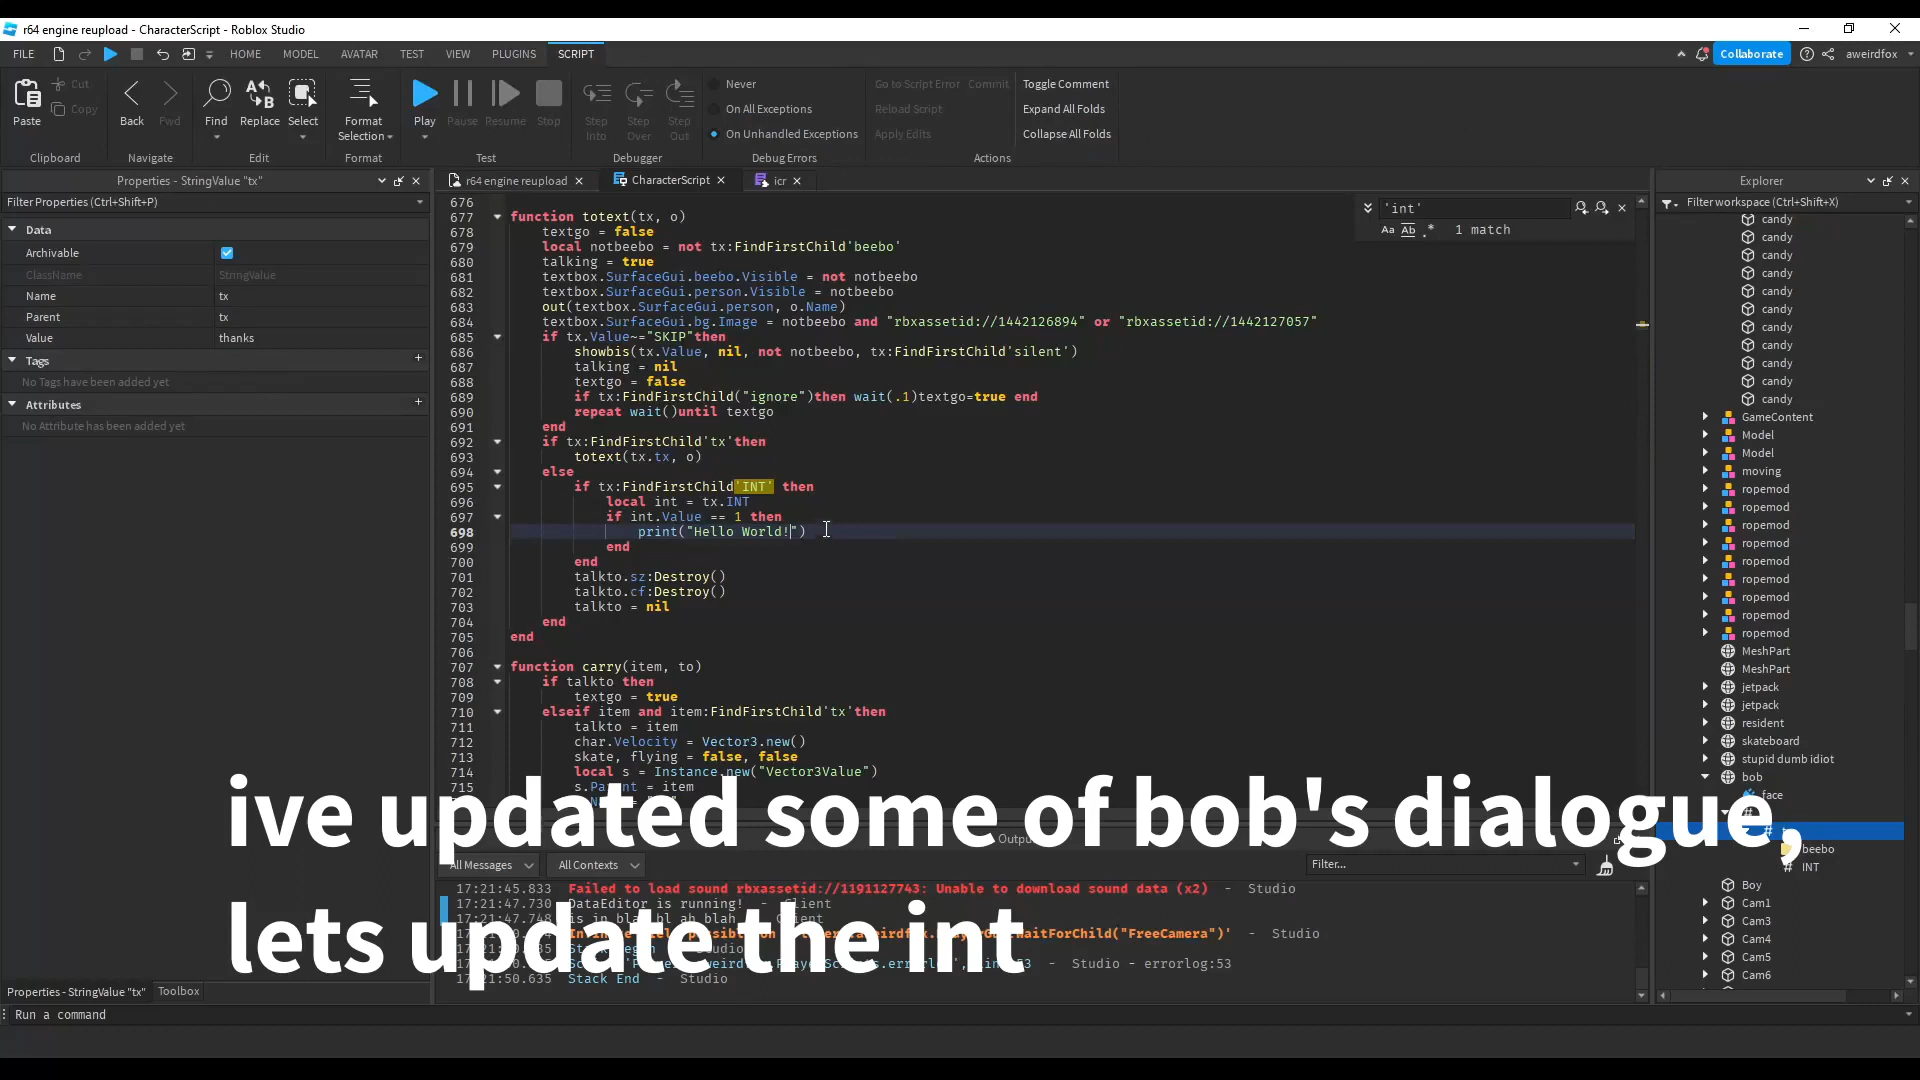 r64 engine reupload - CharacterScript - Roblox Studio
FILE HOME MODEL AVATAR TEST VIEW PLUGINS SCRIPT Collaborate aweirdfox
Paste Cut Copy Back Fwd Find Replace Select Format Selection Play Pause Resume Stop Step Into Step Over Step Out
Never
On All Exceptions
On Unhandled Exceptions
Go to Script Error Commit
Reload Script
Apply Edits
Toggle Comment
Expand All Folds
Collapse All Folds
Clipboard Navigate Edit Format Test Debugger Debug Errors Actions
Properties - StringValue "tx"
Filter Properties (Ctrl+Shift+P)
Data
Archivable
ClassName StringValue
Name tx
Parent tx
Value thanks
Tags
No Tags have been added yet
Attributes
No Attribute has been added yet
Properties - StringValue "tx" Toolbox
r64 engine reupload CharacterScript icr
'int'
Aa Ab .* 1 match
676
677 function totext(tx, o)
678 textgo = false
679 local notbeebo = not tx:FindFirstChild'beebo'
680 talking = true
681 textbox.SurfaceGui.beebo.Visible = not notbeebo
682 textbox.SurfaceGui.person.Visible = notbeebo
683 out(textbox.SurfaceGui.person, o.Name)
684 textbox.SurfaceGui.bg.Image = notbeebo and "rbxassetid://1442126894" or "rbxassetid://1442127057"
685 if tx.Value~="SKIP"then
686 showbis(tx.Value, nil, not notbeebo, tx:FindFirstChild'silent')
687 talking = nil
688 textgo = false
689 if tx:FindFirstChild("ignore")then wait(.1)textgo=true end
690 repeat wait()until textgo
691 end
692 if tx:FindFirstChild'tx'then
693 totext(tx.tx, o)
694 else
695 if tx:FindFirstChild'INT' then
696 local int = tx.INT
697 if int.Value == 1 then
698 print("Hello World!")
699 end
700 end
701 talkto.sz:Destroy()
702 talkto.cf:Destroy()
703 talkto = nil
704 end
705 end
706
707 function carry(item, to)
708 if talkto then
709 textgo = true
710 elseif item and item:FindFirstChild'tx'then
711 talkto = item
712 char.Velocity = Vector3.new()
713 skate, flying = false, false
714 local s = Instance.new("Vector3Value")
715 s.Parent = item
ive updated some of bob's dialogue,
lets update the int
All Messages All Contexts Filter...
17:21:45.833 Failed to load sound rbxassetid://1191127743: Unable to download sound data (x2) - Studio
17:21:47.730 DataEditor is running! - Client
17:21:47.748
FreeCamera")' - Studio
Studio - errorlog:53
21:50.635 Stack End - Studio
Run a command
Explorer
Filter workspace (Ctrl+Shift+X)
candy
candy
candy
candy
candy
candy
candy
candy
candy
candy
candy
GameContent
Model
Model
moving
ropemod
ropemod
ropemod
ropemod
ropemod
ropemod
ropemod
ropemod
ropemod
MeshPart
MeshPart
jetpack
jetpack
resident
skateboard
stupid dumb idiot
bob
face
beebo
INT
Boy
Cam1
Cam3
Cam4
Cam5
Cam6